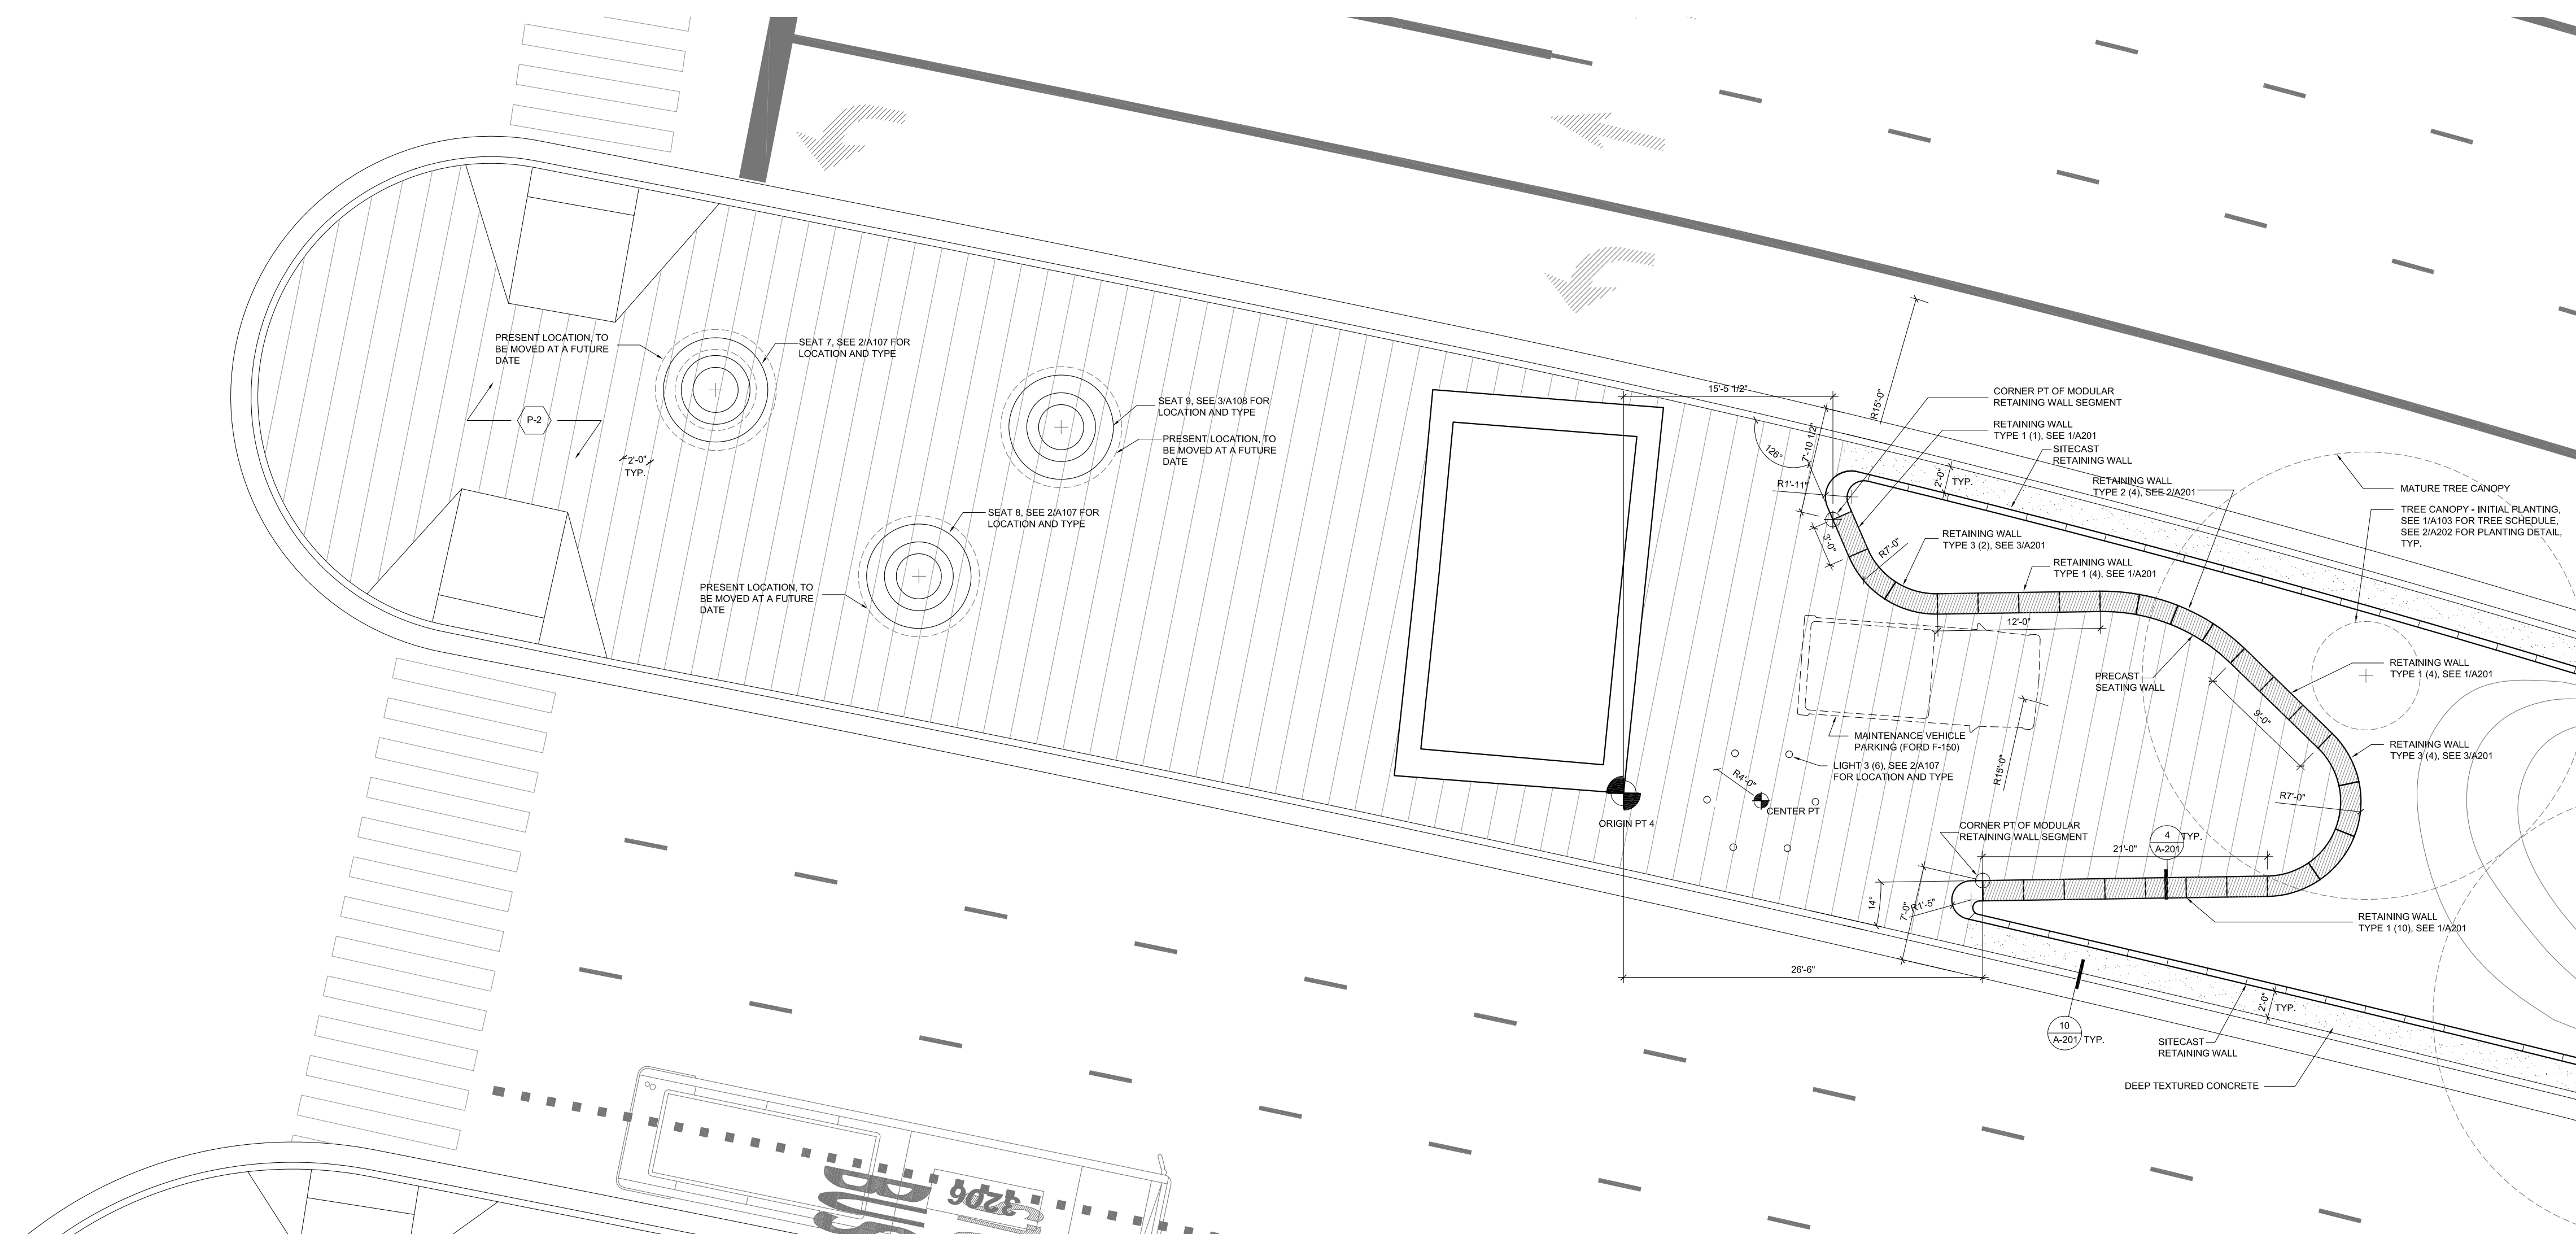 PRESENT LOCATION, TO
BE MOVED AT A FUTURE
DATE
SEAT 7, SEE 2/A107 FOR
LOCATION AND TYPE
P-2
2'-0"
TYP.
SEAT 9, SEE 3/A108 FOR
LOCATION AND TYPE
PRESENT LOCATION, TO
BE MOVED AT A FUTURE
DATE
SEAT 8, SEE 2/A107 FOR
LOCATION AND TYPE
PRESENT LOCATION, TO
BE MOVED AT A FUTURE
DATE
15'-5 1/2"
R15'-0"
7'-10 1/2"
126°
R1'-11"
3'-0"
R7'-0"
CORNER PT OF MODULAR
RETAINING WALL SEGMENT
RETAINING WALL
TYPE 1 (1), SEE 1/A201
SITECAST
RETAINING WALL
2'-0"
TYP.
RETAINING WALL
TYPE 2 (4), SEE 2/A201
RETAINING WALL
TYPE 3 (2), SEE 3/A201
RETAINING WALL
TYPE 1 (4), SEE 1/A201
12'-0"
MATURE TREE CANOPY
TREE CANOPY - INITIAL PLANTING,
SEE 1/A103 FOR TREE SCHEDULE,
SEE 2/A202 FOR PLANTING DETAIL,
TYP.
PRECAST
SEATING WALL
RETAINING WALL
TYPE 1 (4), SEE 1/A201
9'-0"
RETAINING WALL
TYPE 3 (4), SEE 3/A201
R7'-0"
MAINTENANCE VEHICLE
PARKING (FORD F-150)
LIGHT 3 (6), SEE 2/A107
FOR LOCATION AND TYPE
R15'-0"
R4'-0"
CENTER PT
ORIGIN PT 4
CORNER PT OF MODULAR
RETAINING WALL SEGMENT
4
A-201
TYP.
21'-0"
14°
7'-0"
R1'-5"
RETAINING WALL
TYPE 1 (10), SEE 1/A201
26'-6"
10
A-201
TYP.
2'-0"
TYP.
SITECAST
RETAINING WALL
DEEP TEXTURED CONCRETE
BUS
3206